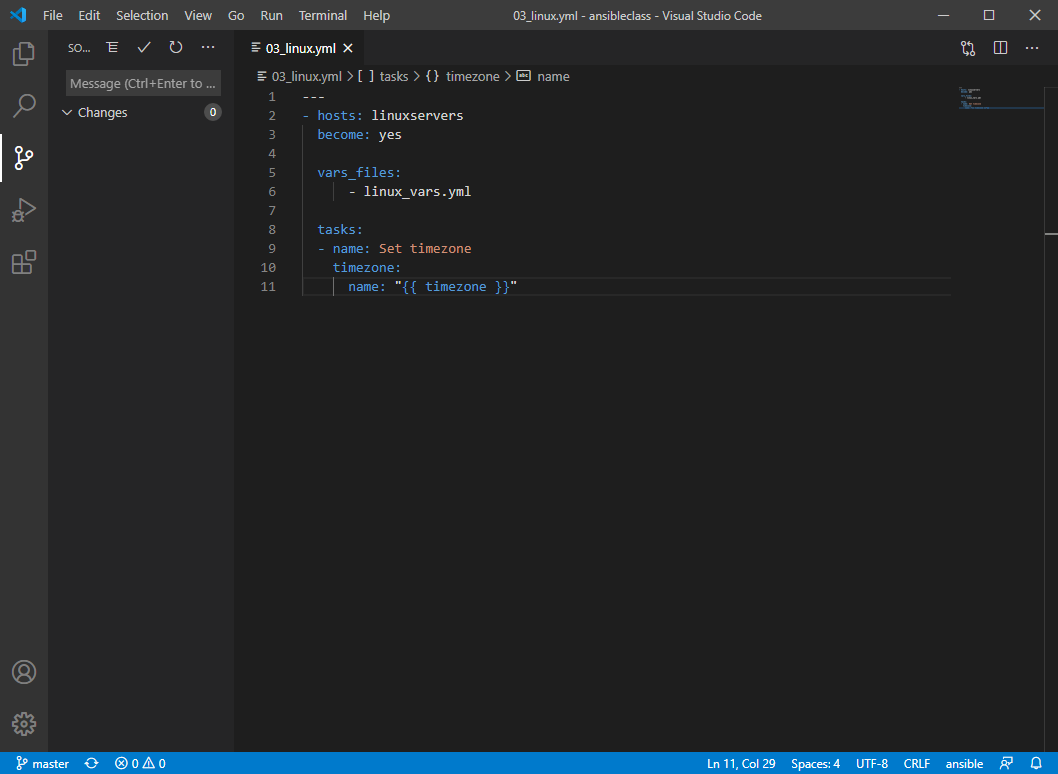 File Edit Selection View Go Run Terminal Help 03_linux.yml - ansibleclass - Visual Studio Code
SO...
03_linux.yml
03_linux.yml > [ ] tasks > {} timezone > abc name
Message (Ctrl+Enter to ...
Changes 0
1 ---
2 - hosts: linuxservers
3 become: yes
4
5 vars_files:
6 - linux_vars.yml
7
8 tasks:
9 - name: Set timezone
10 timezone:
11 name: "{{ timezone }}"
master 0 0 Ln 11, Col 29 Spaces: 4 UTF-8 CRLF ansible